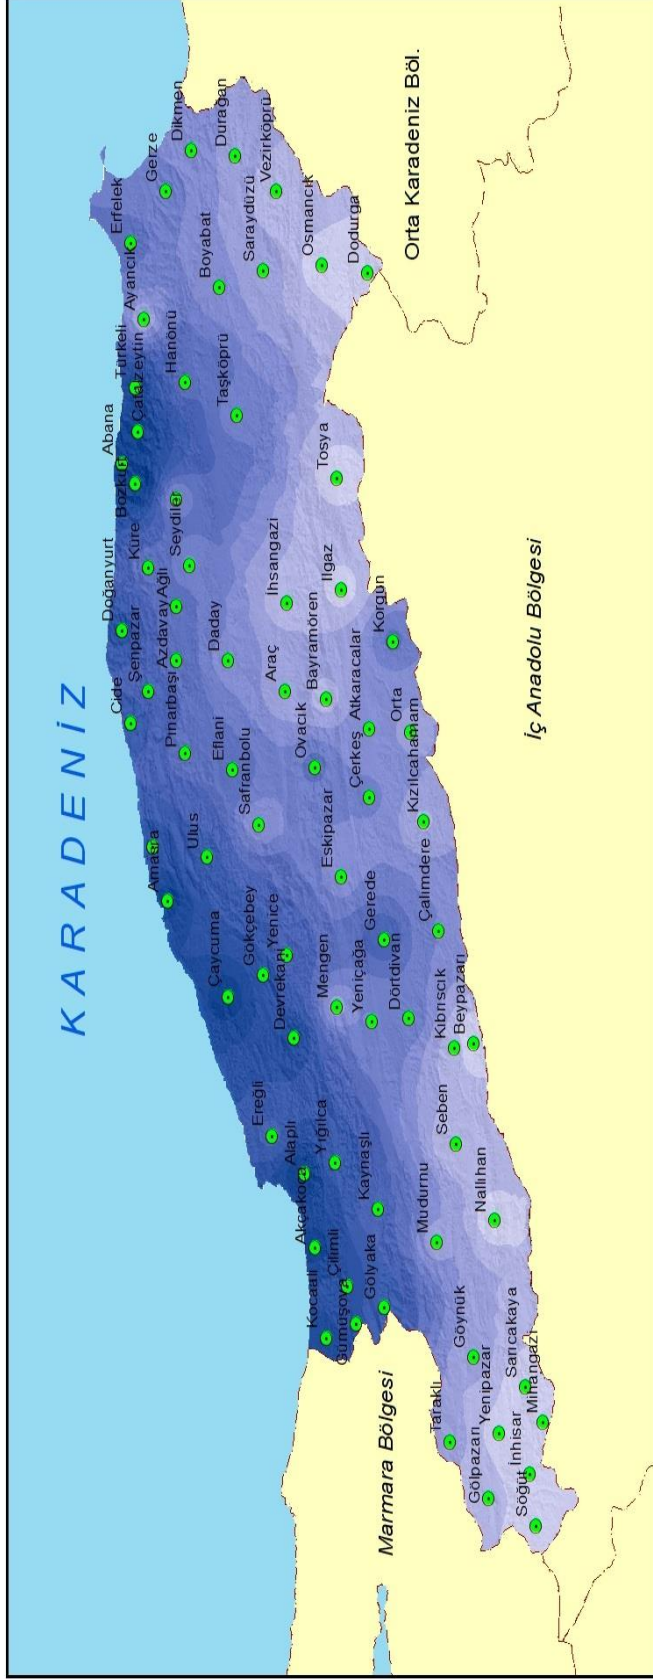 KARADENİZ
Marmara Bölgesi
İç Anadolu Bölgesi
Orta Karadeniz Böl.
Kocaali
Gümüşova
Çilimli
Gölyaka
Akçakoca
Alaplı
Ereğli
Yığılca
Kaynaşlı
Mudurnu
Göynük
Taraklı
Gölpazarı
Yenipazar
Söğüt
İnhisar
Sarıcakaya
Mihangazi
Nallıhan
Seben
Kıbrıscık
Beypazarı
Dörtdivan
Yeniçağa
Mengen
Gerede
Devrekani
Yenice
Gökçebey
Çaycuma
Amasra
Ulus
Safranbolu
Eflani
Eskipazar
Ovacık
Çerkeş
Atkaracalar
Orta
Kızılcahamam
Çalımdere
Korgun
Ilgaz
Bayramören
Araç
İhsangazi
Tosya
Daday
Pınarbaşı
Azdavay
Ağlı
Şenpazar
Cide
Doğanyurt
Küre
Seydiler
Bozkurt
Abana
Çatalzeytin
Türkeli
Ayancık
Erfelek
Gerze
Dikmen
Durağan
Vezirköprü
Saraydüzü
Boyabat
Hanönü
Taşköprü
Osmancık
Dodurga